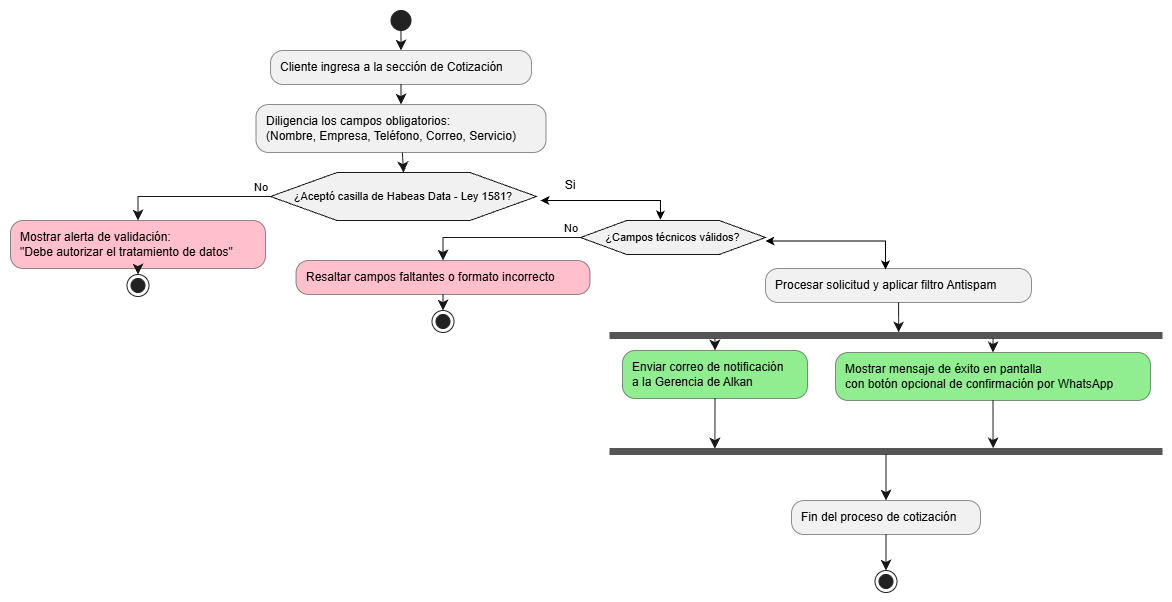 Cliente ingresa a la sección de Cotización
Diligencia los campos obligatorios:
(Nombre, Empresa, Teléfono, Correo, Servicio)
No
¿Aceptó casilla de Habeas Data - Ley 1581?
Si
Mostrar alerta de validación:
"Debe autorizar el tratamiento de datos"
No
¿Campos técnicos válidos?
Resaltar campos faltantes o formato incorrecto
Procesar solicitud y aplicar filtro Antispam
Enviar correo de notificación
a la Gerencia de Alkan
Mostrar mensaje de éxito en pantalla
con botón opcional de confirmación por WhatsApp
Fin del proceso de cotización